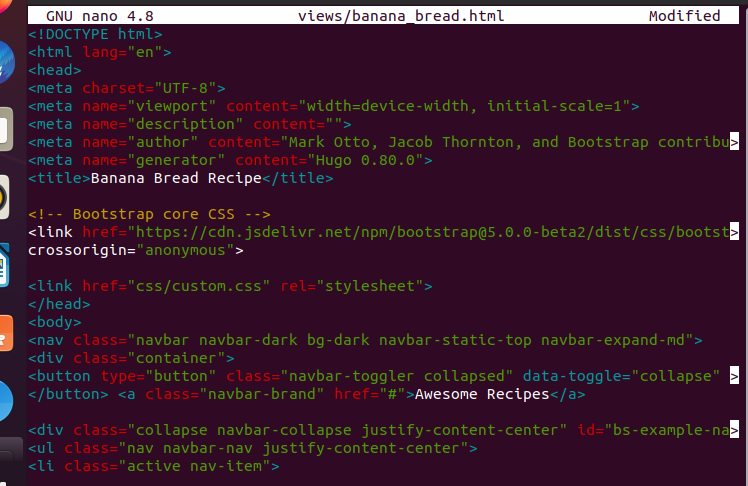 GNU nano 4.8 views/banana_bread.html Modified
<!DOCTYPE html>
<html lang="en">
<head>
<meta charset="UTF-8">
<meta name="viewport" content="width=device-width, initial-scale=1">
<meta name="description" content="">
<meta name="author" content="Mark Otto, Jacob Thornton, and Bootstrap contribu>
<meta name="generator" content="Hugo 0.80.0">
<title>Banana Bread Recipe</title>
<!-- Bootstrap core CSS -->
<link href="https://cdn.jsdelivr.net/npm/bootstrap@5.0.0-beta2/dist/css/bootst>
crossorigin="anonymous">
<link href="css/custom.css" rel="stylesheet">
</head>
<body>
<nav class="navbar navbar-dark bg-dark navbar-static-top navbar-expand-md">
<div class="container">
<button type="button" class="navbar-toggler collapsed" data-toggle="collapse" >
</button> <a class="navbar-brand" href="#">Awesome Recipes</a>
<div class="collapse navbar-collapse justify-content-center" id="bs-example-na>
<ul class="nav navbar-nav justify-content-center">
<li class="active nav-item">